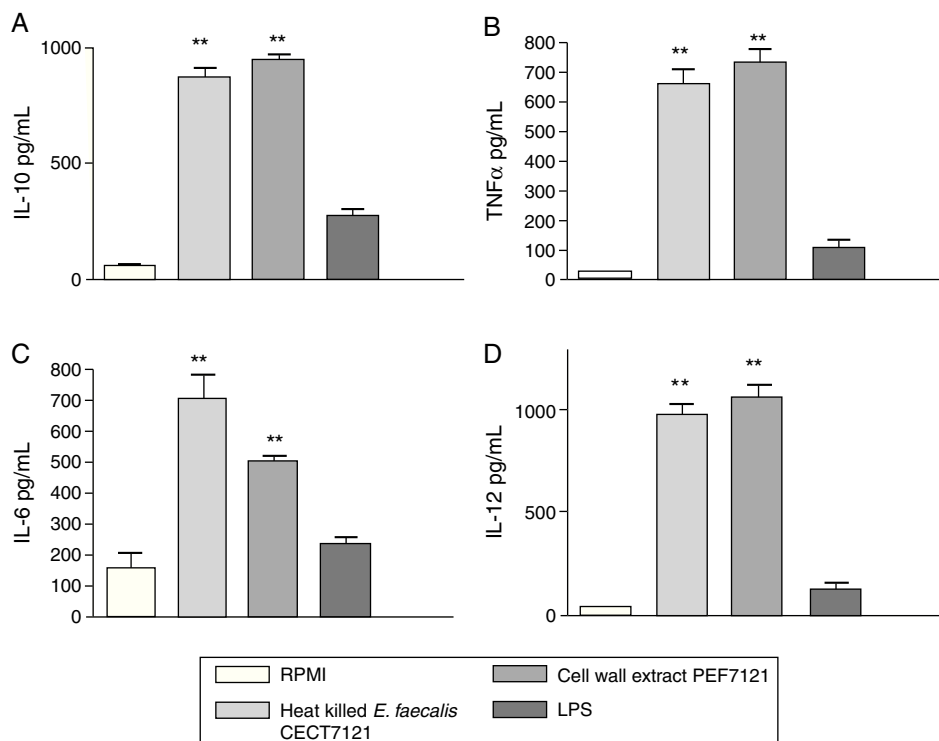 A
1000
500
0
IL-10 pg/mL
** **
B
800
700
600
500
400
300
200
100
0
TNFα pg/mL
** **
C
800
700
600
500
400
300
200
100
0
IL-6 pg/mL
**
**
D
1000
500
0
IL-12 pg/mL
** **
RPMI
Heat killed E. faecalis
CECT7121
Cell wall extract PEF7121
LPS